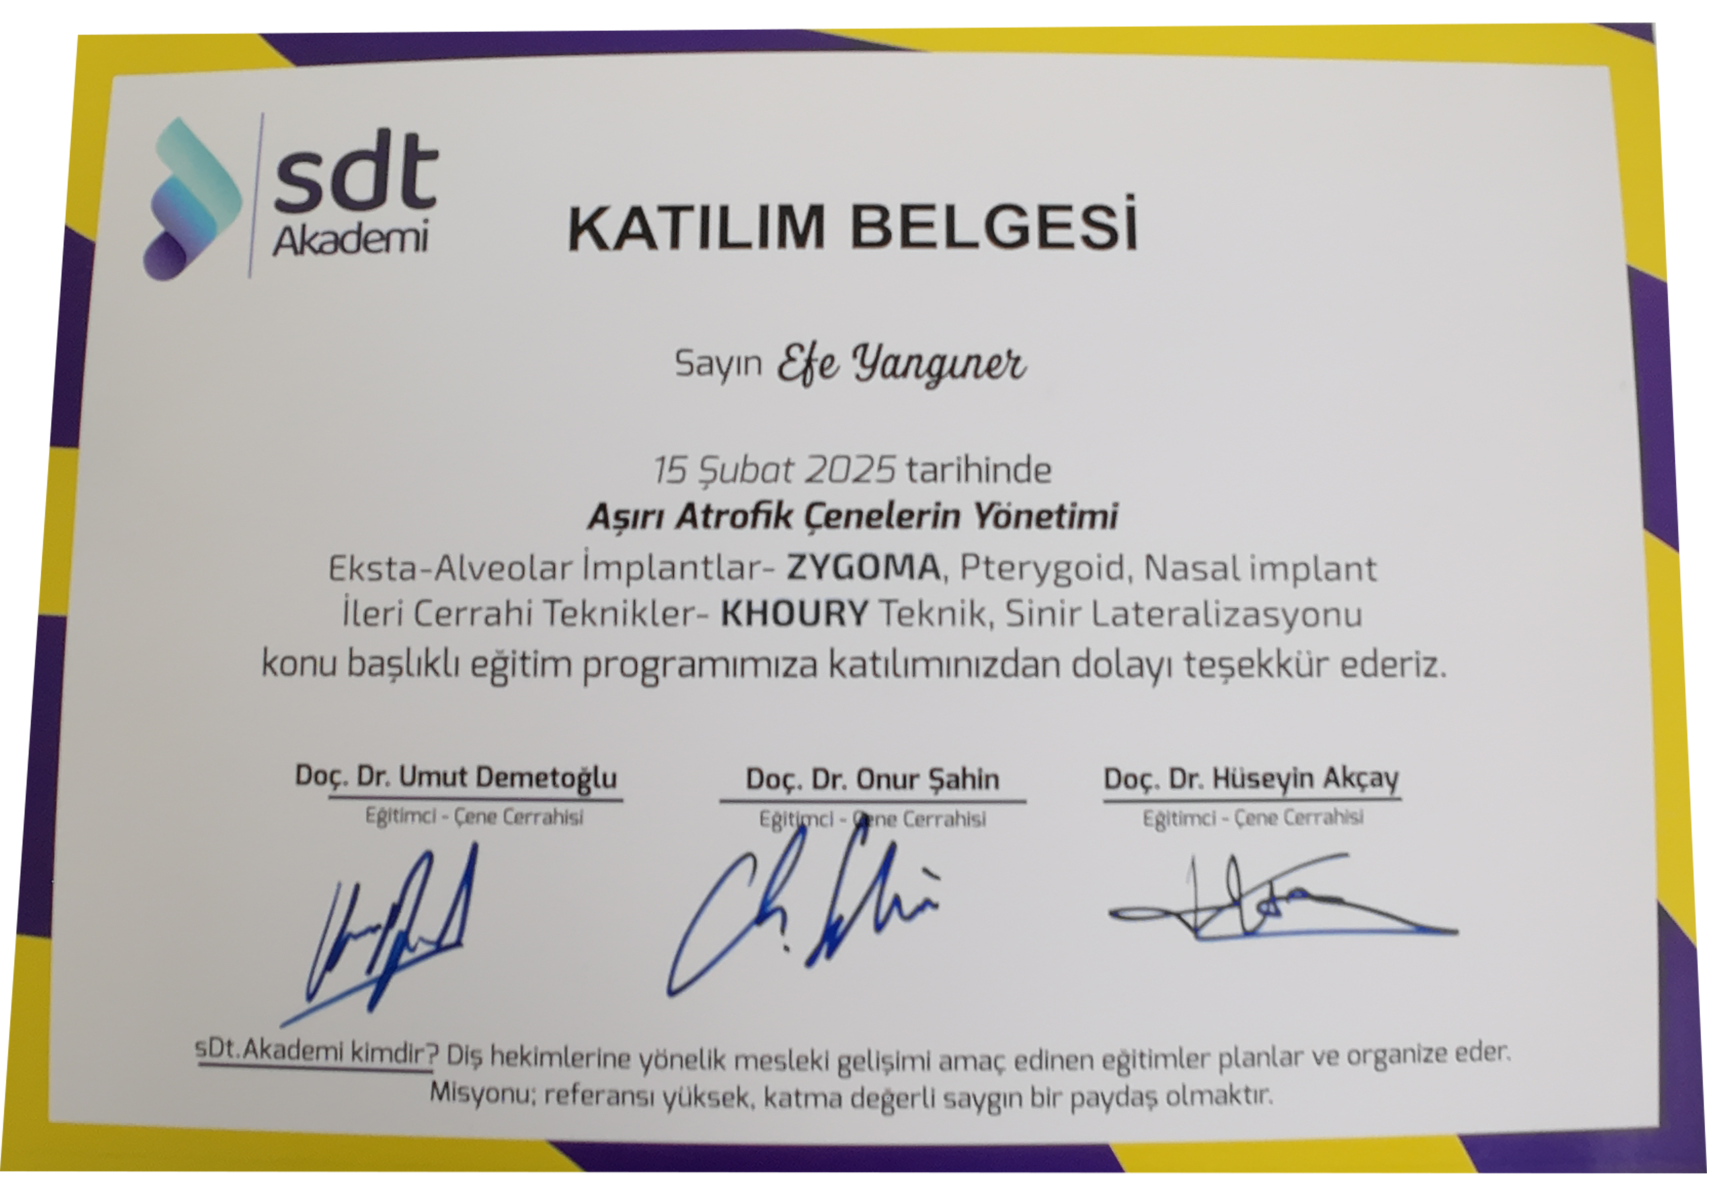 sdt
Akademi
KATILIM BELGESİ
Sayın Efe Yangıner
15 Şubat 2025 tarihinde
Aşırı Atrofik Çenelerin Yönetimi
Eksta-Alveolar İmplantlar- ZYGOMA, Pterygoid, Nasal implant
İleri Cerrahi Teknikler- KHOURY Teknik, Sinir Lateralizasyonu
konu başlıklı eğitim programımıza katılımınızdan dolayı teşekkür ederiz.
Doç. Dr. Umut Demetoğlu
Eğitimci - Çene Cerrahisi
Doç. Dr. Onur Şahin
Eğitimci - Çene Cerrahisi
Doç. Dr. Hüseyin Akçay
Eğitimci - Çene Cerrahisi
sDt.Akademi kimdir? Diş hekimlerine yönelik mesleki gelişimi amaç edinen eğitimler planlar ve organize eder.
Misyonu; referansı yüksek, katma değerli saygın bir paydaş olmaktır.